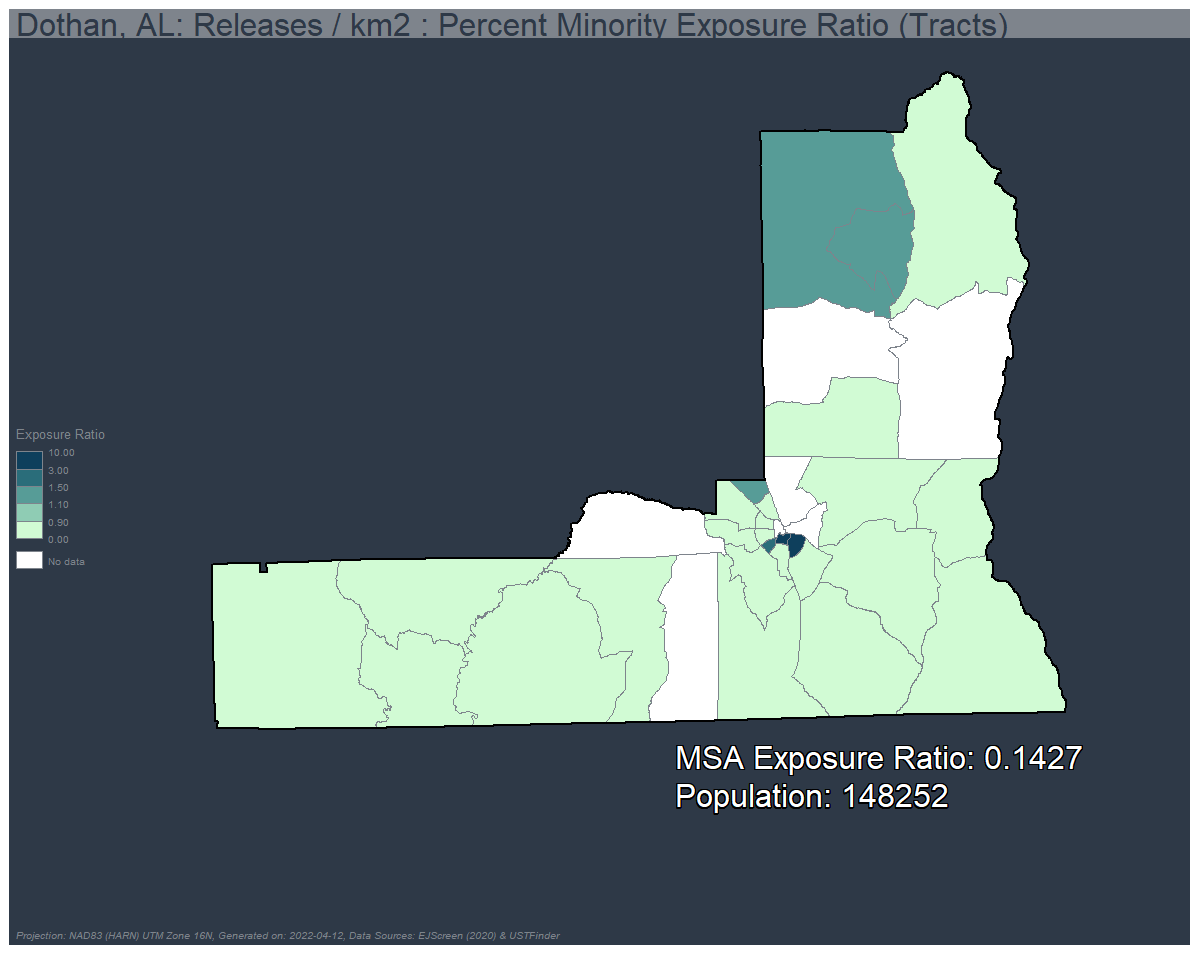 Dothan, AL: Releases / km2 : Percent Minority Exposure Ratio (Tracts)
Exposure Ratio
10.00
3.00
1.50
1.10
0.90
0.00
No data
MSA Exposure Ratio: 0.1427
Population: 148252
Projection: NAD83 (HARN) UTM Zone 16N, Generated on: 2022-04-12, Data Sources: EJScreen (2020) & USTFinder